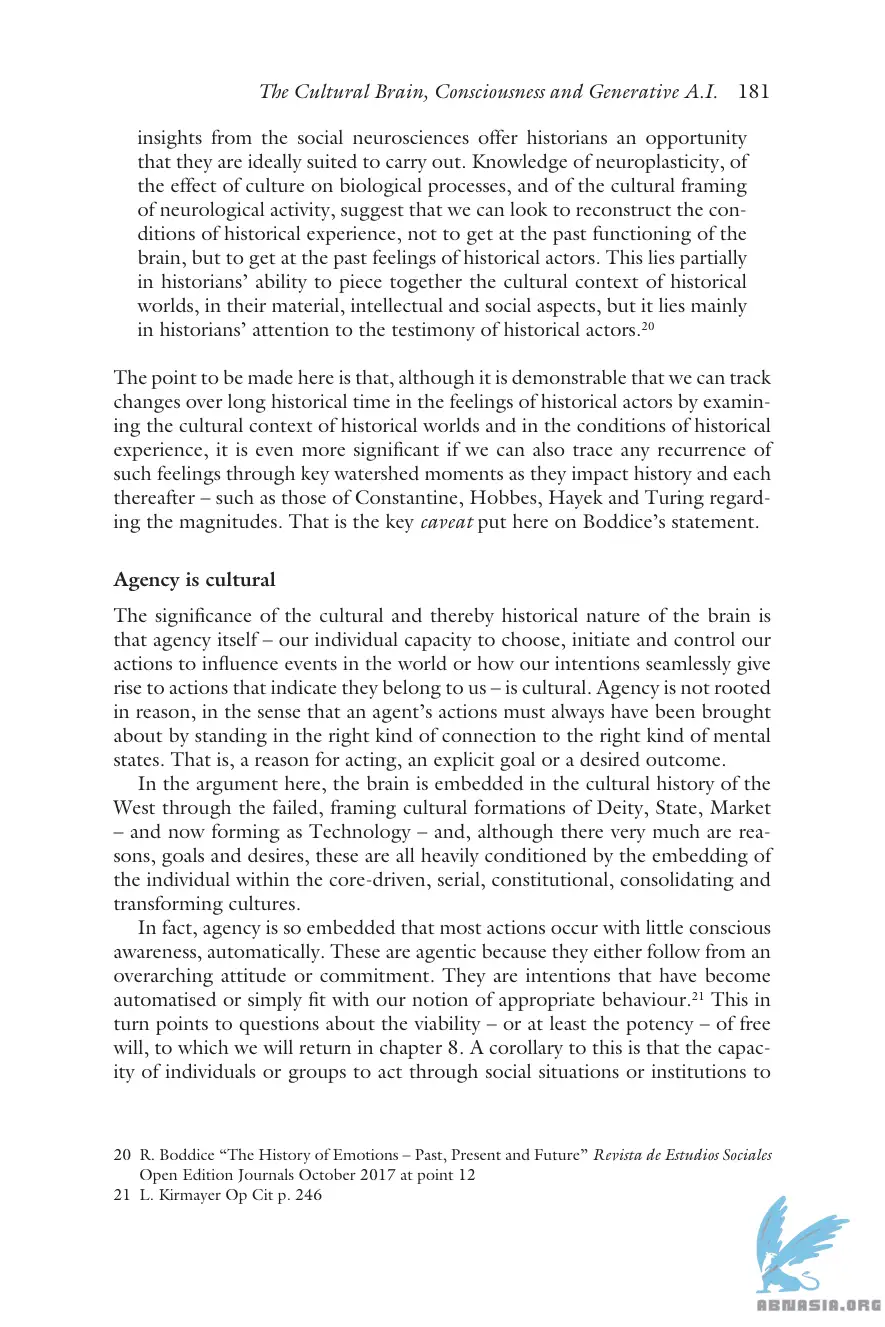 The Cultural Brain, Consciousness and Generative A.I. 181
insights from the social neurosciences offer historians an opportunity
that they are ideally suited to carry out. Knowledge of neuroplasticity, of
the effect of culture on biological processes, and of the cultural framing
of neurological activity, suggest that we can look to reconstruct the con-
ditions of historical experience, not to get at the past functioning of the
brain, but to get at the past feelings of historical actors. This lies partially
in historians’ ability to piece together the cultural context of historical
worlds, in their material, intellectual and social aspects, but it lies mainly
in historians’ attention to the testimony of historical actors.²⁰
The point to be made here is that, although it is demonstrable that we can track
changes over long historical time in the feelings of historical actors by examin-
ing the cultural context of historical worlds and in the conditions of historical
experience, it is even more significant if we can also trace any recurrence of
such feelings through key watershed moments as they impact history and each
thereafter – such as those of Constantine, Hobbes, Hayek and Turing regard-
ing the magnitudes. That is the key caveat put here on Boddice’s statement.
Agency is cultural
The significance of the cultural and thereby historical nature of the brain is
that agency itself – our individual capacity to choose, initiate and control our
actions to influence events in the world or how our intentions seamlessly give
rise to actions that indicate they belong to us – is cultural. Agency is not rooted
in reason, in the sense that an agent’s actions must always have been brought
about by standing in the right kind of connection to the right kind of mental
states. That is, a reason for acting, an explicit goal or a desired outcome.
In the argument here, the brain is embedded in the cultural history of the
West through the failed, framing cultural formations of Deity, State, Market
– and now forming as Technology – and, although there very much are rea-
sons, goals and desires, these are all heavily conditioned by the embedding of
the individual within the core-driven, serial, constitutional, consolidating and
transforming cultures.
In fact, agency is so embedded that most actions occur with little conscious
awareness, automatically. These are agentic because they either follow from an
overarching attitude or commitment. They are intentions that have become
automatised or simply fit with our notion of appropriate behaviour.²¹ This in
turn points to questions about the viability – or at least the potency – of free
will, to which we will return in chapter 8. A corollary to this is that the capac-
ity of individuals or groups to act through social situations or institutions to
20 R. Boddice “The History of Emotions – Past, Present and Future” Revista de Estudios Sociales
Open Edition Journals October 2017 at point 12
21 L. Kirmayer Op Cit p. 246
ABNASIA.ORG